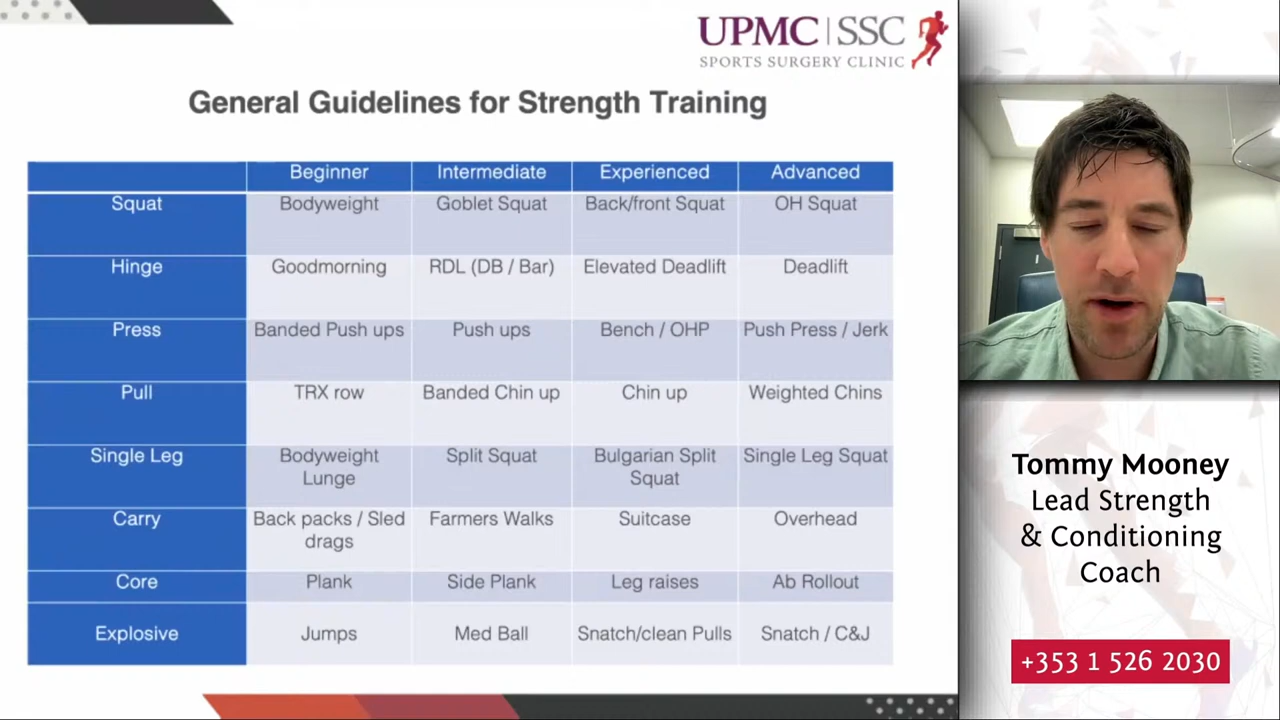 UPMC | SSC
SPORTS SURGERY CLINIC
General Guidelines for Strength Training
Beginner Intermediate Experienced Advanced
Squat Bodyweight Goblet Squat Back/front Squat OH Squat
Hinge Goodmorning RDL (DB / Bar) Elevated Deadlift Deadlift
Press Banded Push ups Push ups Bench / OHP Push Press / Jerk
Pull TRX row Banded Chin up Chin up Weighted Chins
Single Leg Bodyweight Split Squat Bulgarian Split Single Leg Squat
Lunge Squat
Carry Back packs / Sled Farmers Walks Suitcase Overhead
drags
Core Plank Side Plank Leg raises Ab Rollout
Explosive Jumps Med Ball Snatch/clean Pulls Snatch / C&J
Tommy Mooney
Lead Strength
& Conditioning
Coach
+353 1 526 2030